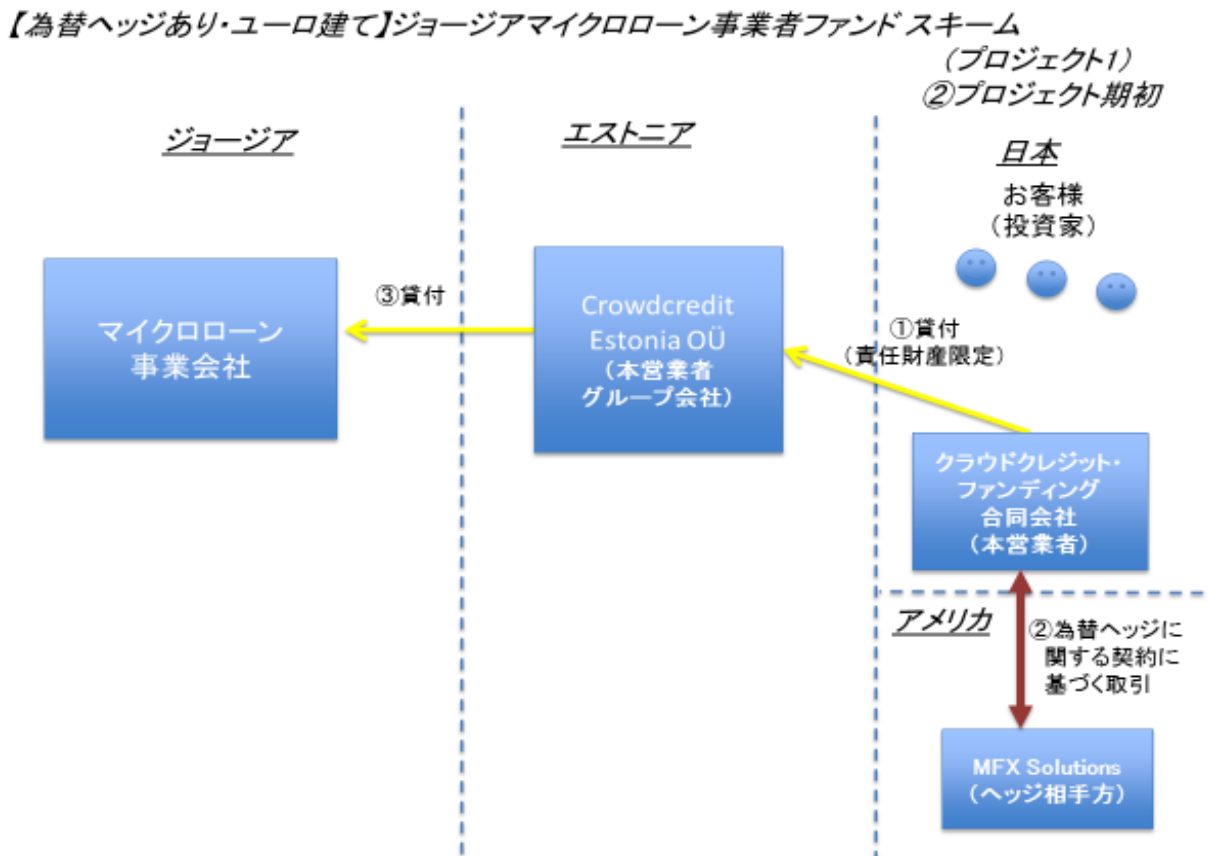 【為替ヘッジあり・ユーロ建て】ジョージアマイクロローン事業者ファンド スキーム
(プロジェクト1)
②プロジェクト期初
ジョージア
エストニア
日本
お客様
（投資家）
マイクロローン
事業会社
③貸付
Crowdcredit
Estonia OÜ
（本営業者
グループ会社）
①貸付
（責任財産限定）
クラウドクレジット・
ファンディング
合同会社
（本営業者）
アメリカ
②為替ヘッジに
関する契約に
基づく取引
MFX Solutions
（ヘッジ相手方）